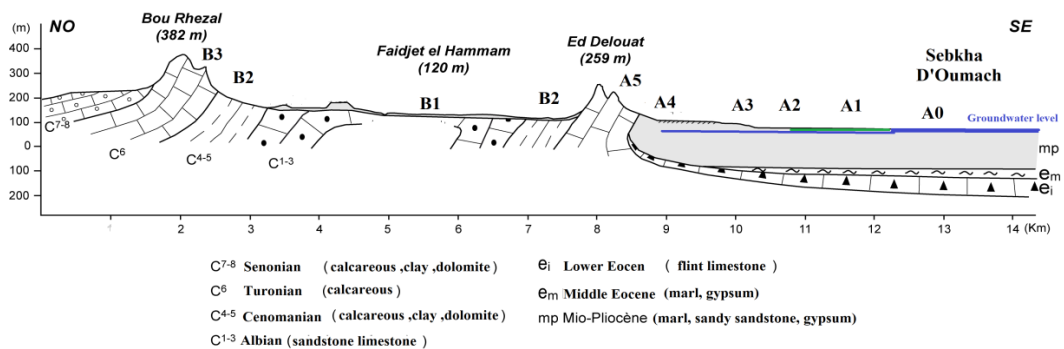 (m) NO SE
Bou Rhezal
(382 m)
Faidjet el Hammam
(120 m)
Ed Delouat
(259 m)
Sebkha
D'Oumach
Groundwater level
B3 B2 B1 B2 A5 A4 A3 A2 A1 A0
400
300
200
100
0
100
200
C7-8
C6
C4-5
C1-3
mp
em
ei
1 2 3 4 5 6 7 8 9 10 11 12 13 14 (Km)
C7-8 Senonian (calcareous ,clay ,dolomite)
C6 Turonian (calcareous)
C4-5 Cenomanian (calcareous ,clay ,dolomite)
C1-3 Albian (sandstone limestone)
ei Lower Eocen ( flint limestone )
em Middle Eocene (marl, gypsum)
mp Mio-Pliocène (marl, sandy sandstone, gypsum)